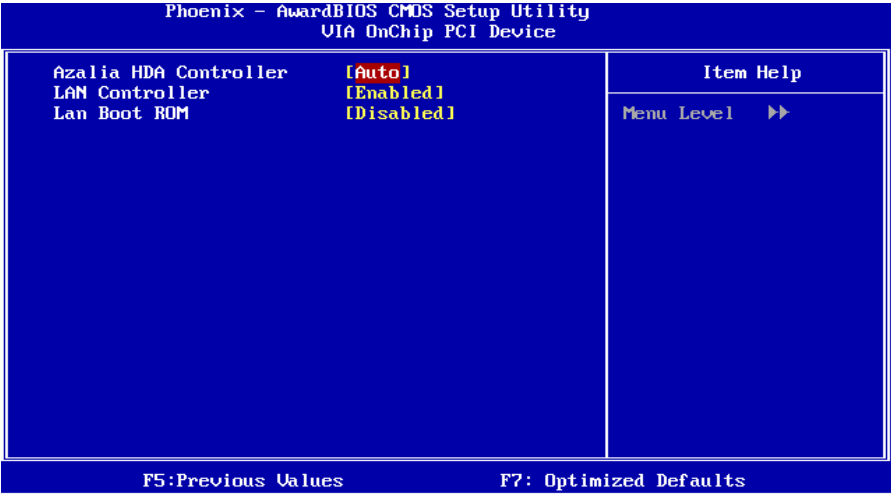 Phoenix - AwardBIOS CMOS Setup Utility
VIA OnChip PCI Device
Azalia HDA Controller [Auto]
LAN Controller [Enabled]
Lan Boot ROM [Disabled]
Item Help
Menu Level ▶▶
F5:Previous Values F7: Optimized Defaults